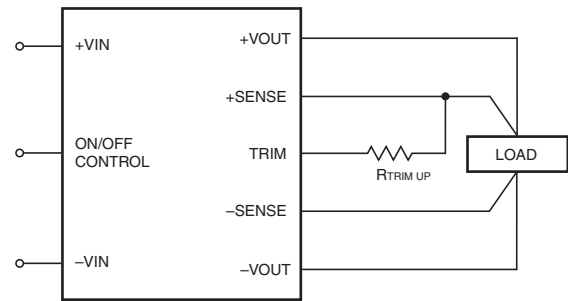 +VIN
+VOUT
+SENSE
ON/OFF
CONTROL
TRIM
RTRIM UP
LOAD
–SENSE
–VIN
–VOUT